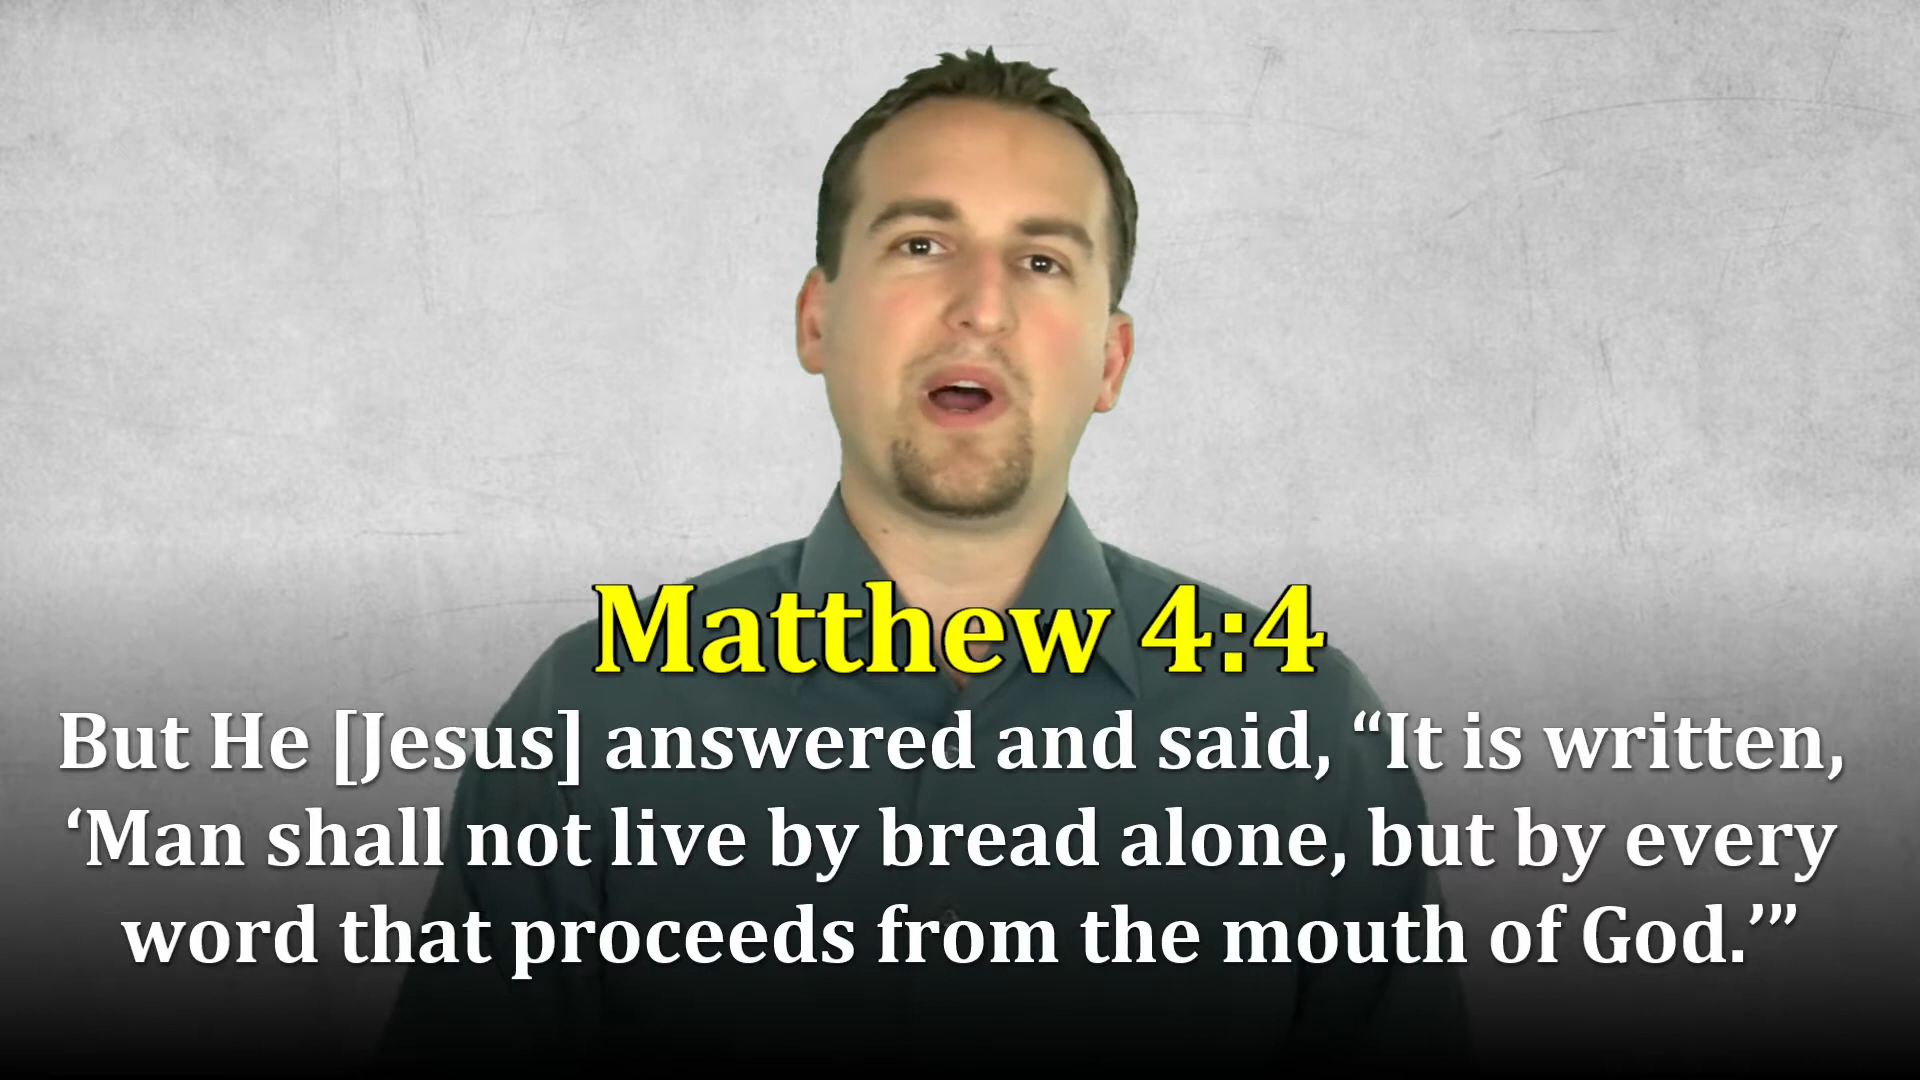 Matthew 4:4
But He [Jesus] answered and said, “It is written,
‘Man shall not live by bread alone, but by every
word that proceeds from the mouth of God.’”